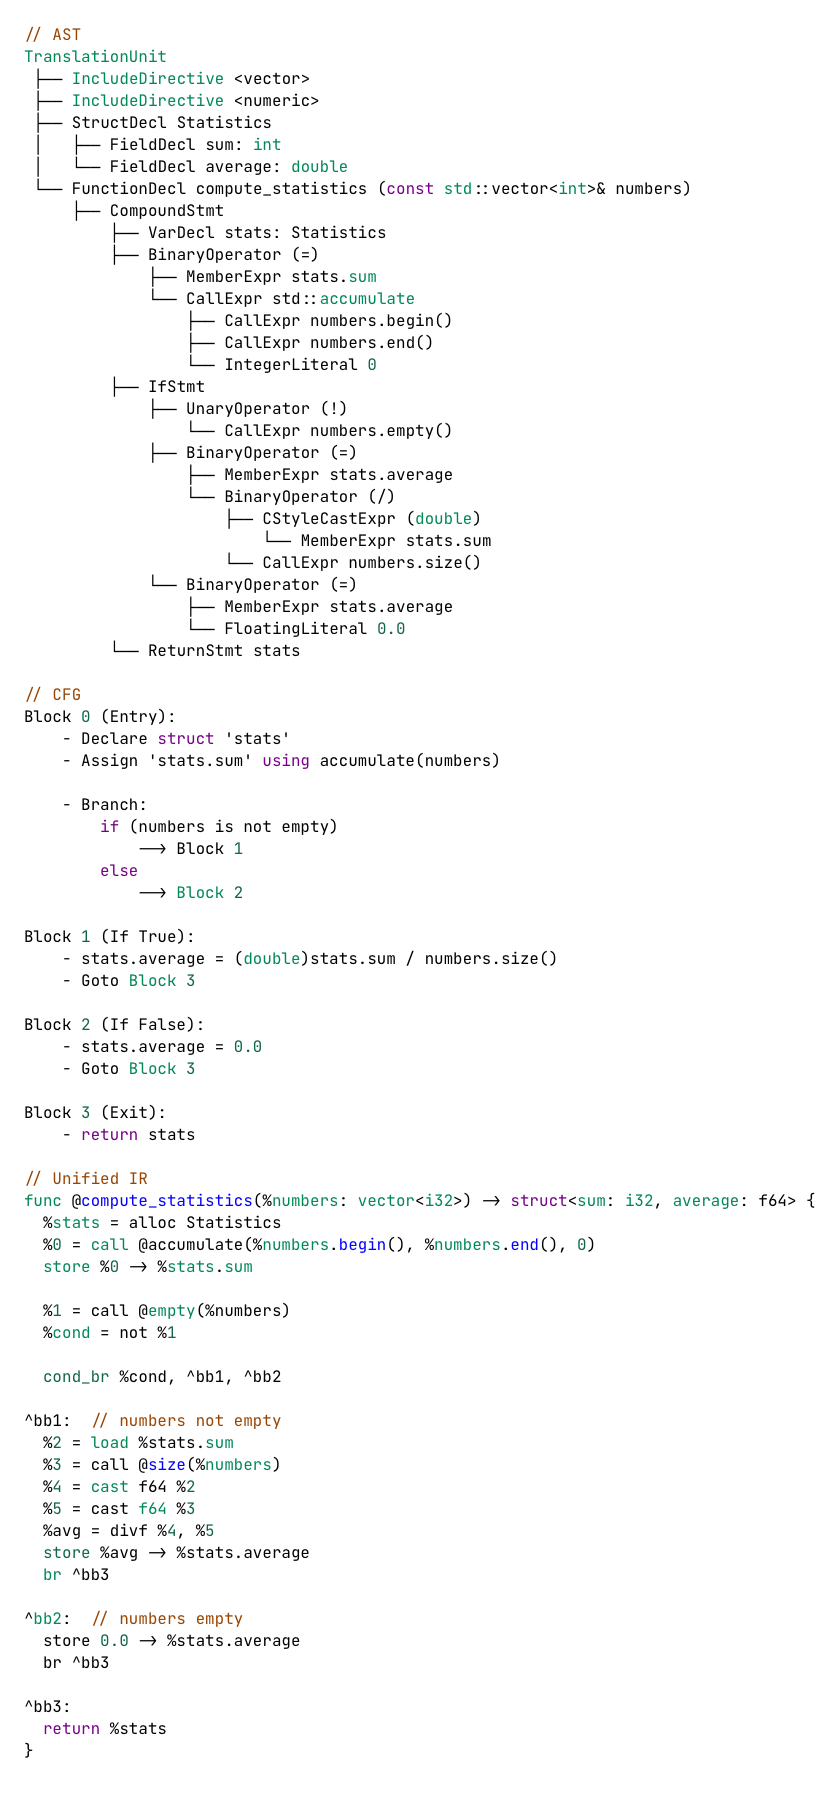 // AST
TranslationUnit
 ├── IncludeDirective <vector>
 ├── IncludeDirective <numeric>
 ├── StructDecl Statistics
 │   ├── FieldDecl sum: int
 │   └── FieldDecl average: double
 └── FunctionDecl compute_statistics (const std::vector<int>& numbers)
     ├── CompoundStmt
         ├── VarDecl stats: Statistics
         ├── BinaryOperator (=)
             ├── MemberExpr stats.sum
             └── CallExpr std::accumulate
                 ├── CallExpr numbers.begin()
                 ├── CallExpr numbers.end()
                 └── IntegerLiteral 0
         ├── IfStmt
             ├── UnaryOperator (!)
                 └── CallExpr numbers.empty()
             ├── BinaryOperator (=)
                 ├── MemberExpr stats.average
                 └── BinaryOperator (/)
                     ├── CStyleCastExpr (double)
                         └── MemberExpr stats.sum
                     └── CallExpr numbers.size()
             └── BinaryOperator (=)
                 ├── MemberExpr stats.average
                 └── FloatingLiteral 0.0
         └── ReturnStmt stats

// CFG
Block 0 (Entry):
    - Declare struct 'stats'
    - Assign 'stats.sum' using accumulate(numbers)

    - Branch:
        if (numbers is not empty)
            --> Block 1
        else
            --> Block 2

Block 1 (If True):
    - stats.average = (double)stats.sum / numbers.size()
    - Goto Block 3

Block 2 (If False):
    - stats.average = 0.0
    - Goto Block 3

Block 3 (Exit):
    - return stats

// Unified IR
func @compute_statistics(%numbers: vector<i32>) -> struct<sum: i32, average: f64> {
  %stats = alloc Statistics
  %0 = call @accumulate(%numbers.begin(), %numbers.end(), 0)
  store %0 -> %stats.sum

  %1 = call @empty(%numbers)
  %cond = not %1

  cond_br %cond, ^bb1, ^bb2

^bb1:  // numbers not empty
  %2 = load %stats.sum
  %3 = call @size(%numbers)
  %4 = cast f64 %2
  %5 = cast f64 %3
  %avg = divf %4, %5
  store %avg -> %stats.average
  br ^bb3

^bb2:  // numbers empty
  store 0.0 -> %stats.average
  br ^bb3

^bb3:
  return %stats
}